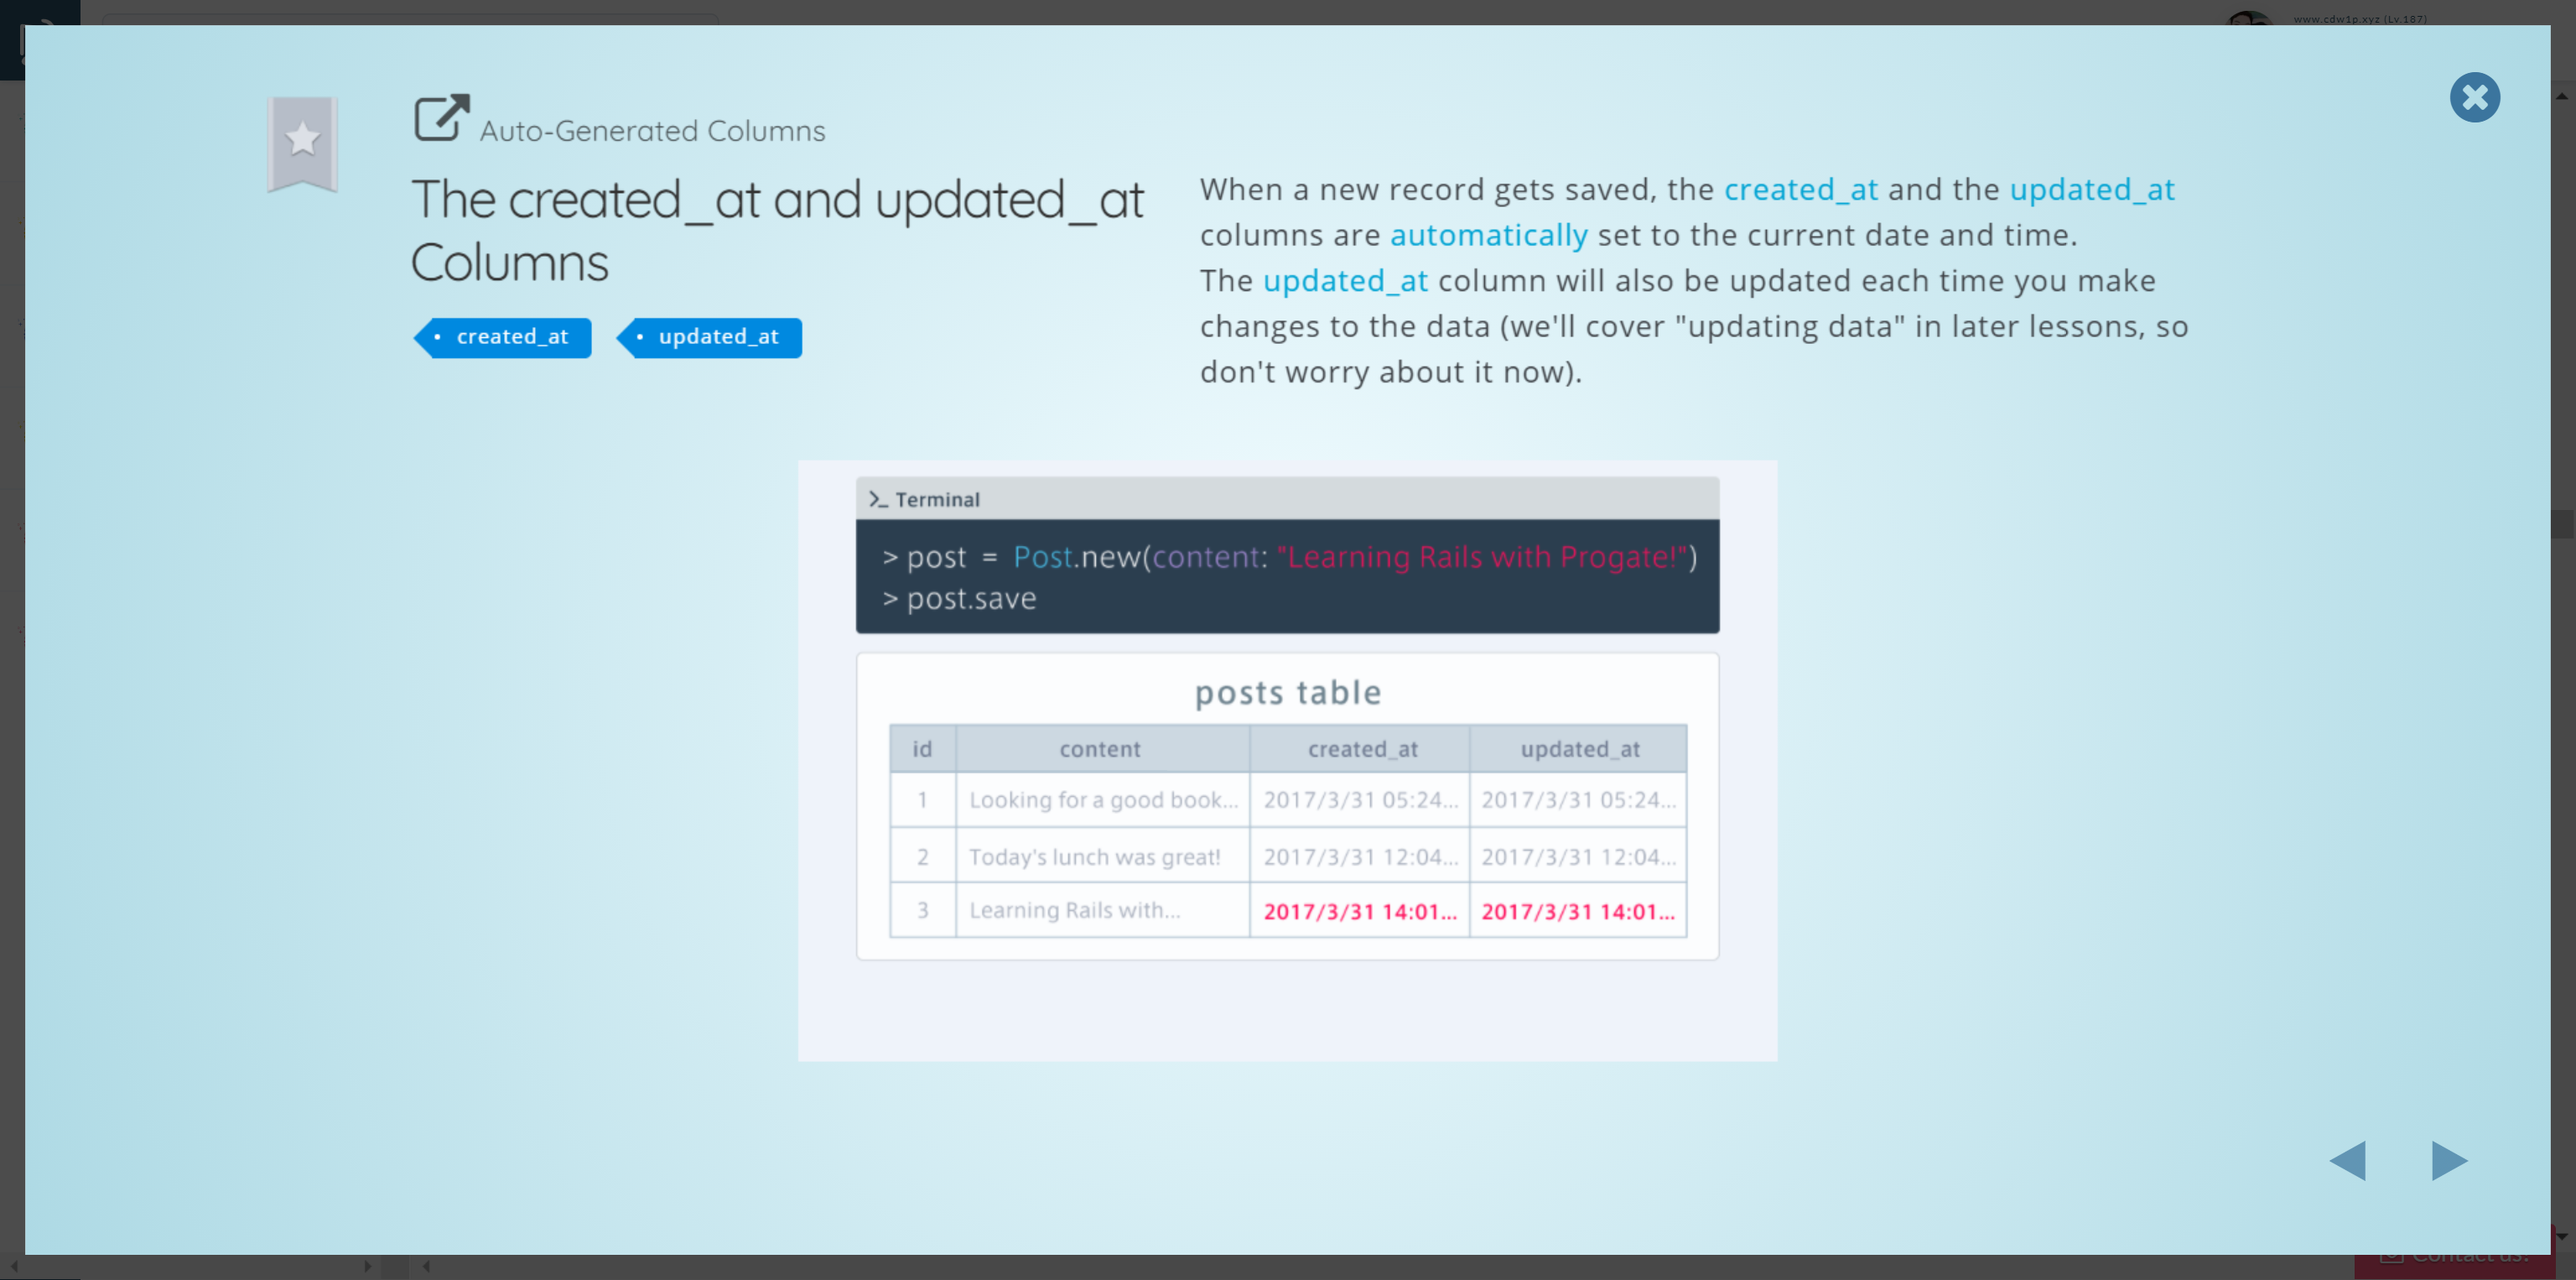 www.cdw1p.xyz (Lv.187)
Auto-Generated Columns
The created_at and updated_at
Columns
created_at updated_at
When a new record gets saved, the created_at and the updated_at
columns are automatically set to the current date and time.
The updated_at column will also be updated each time you make
changes to the data (we'll cover "updating data" in later lessons, so
don't worry about it now).
>_ Terminal
> post = Post.new(content: "Learning Rails with Progate!")
> post.save
posts table
id content created_at updated_at
1 Looking for a good book... 2017/3/31 05:24... 2017/3/31 05:24...
2 Today's lunch was great! 2017/3/31 12:04... 2017/3/31 12:04...
3 Learning Rails with... 2017/3/31 14:01... 2017/3/31 14:01...
Contact us!